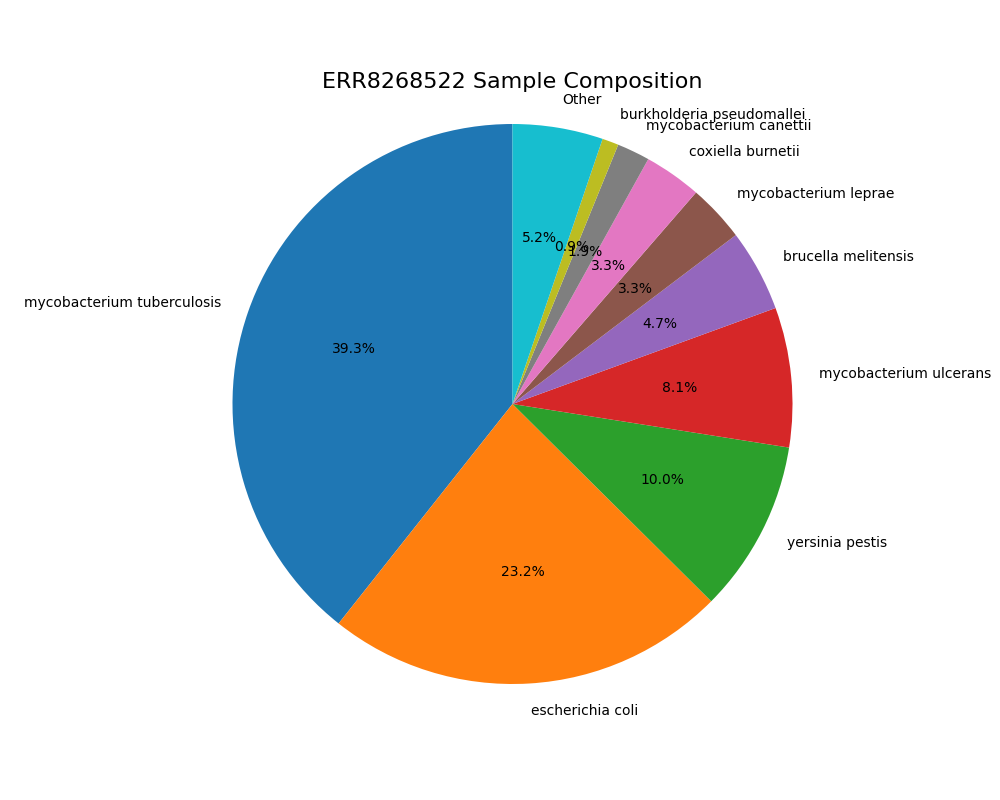 ERR8268522 Sample Composition
Other
burkholderia pseudomallei
mycobacterium canettii
coxiella burnetii
mycobacterium leprae
brucella melitensis
mycobacterium ulcerans
yersinia pestis
escherichia coli
mycobacterium tuberculosis
5.2%
0.9%
1.9%
3.3%
3.3%
4.7%
8.1%
10.0%
23.2%
39.3%